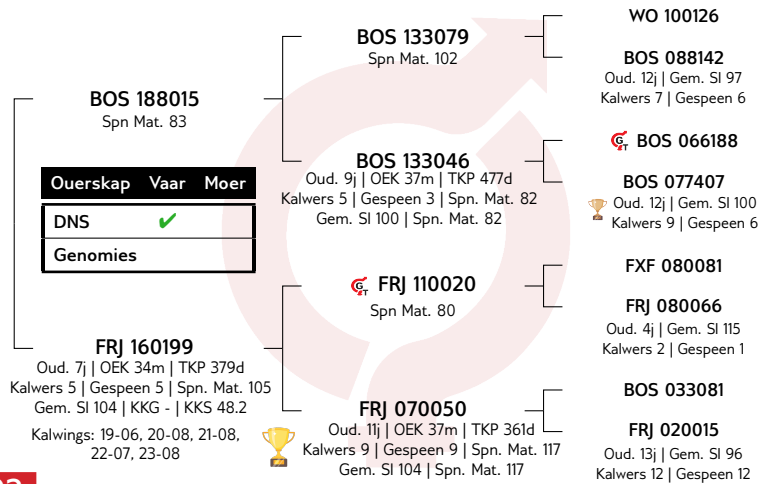 WO 100126
BOS 133079
Spn Mat. 102
BOS 088142
Oud. 12j | Gem. SI 97
Kalwers 7 | Gespeen 6
BOS 188015
Spn Mat. 83
BOS 133046
Oud. 9j | OEK 37m | TKP 477d
Kalwers 5 | Gespeen 3 | Spn. Mat. 82
Gem. SI 100 | Spn. Mat. 82
GT BOS 066188
BOS 077407
Oud. 12j | Gem. SI 100
Kalwers 9 | Gespeen 6
Ouerskap Vaar Moer
DNS ✔
Genomies
GT FRJ 110020
Spn Mat. 80
FXF 080081
FRJ 080066
Oud. 4j | Gem. SI 115
Kalwers 2 | Gespeen 1
FRJ 160199
Oud. 7j | OEK 34m | TKP 379d
Kalwers 5 | Gespeen 5 | Spn. Mat. 105
Gem. SI 104 | KKG - | KKS 48.2
Kalwings: 19-06, 20-08, 21-08,
22-07, 23-08
FRJ 070050
Oud. 11j | OEK 37m | TKP 361d
Kalwers 9 | Gespeen 9 | Spn. Mat. 117
Gem. SI 104 | Spn. Mat. 117
BOS 033081
FRJ 020015
Oud. 13j | Gem. SI 96
Kalwers 12 | Gespeen 12